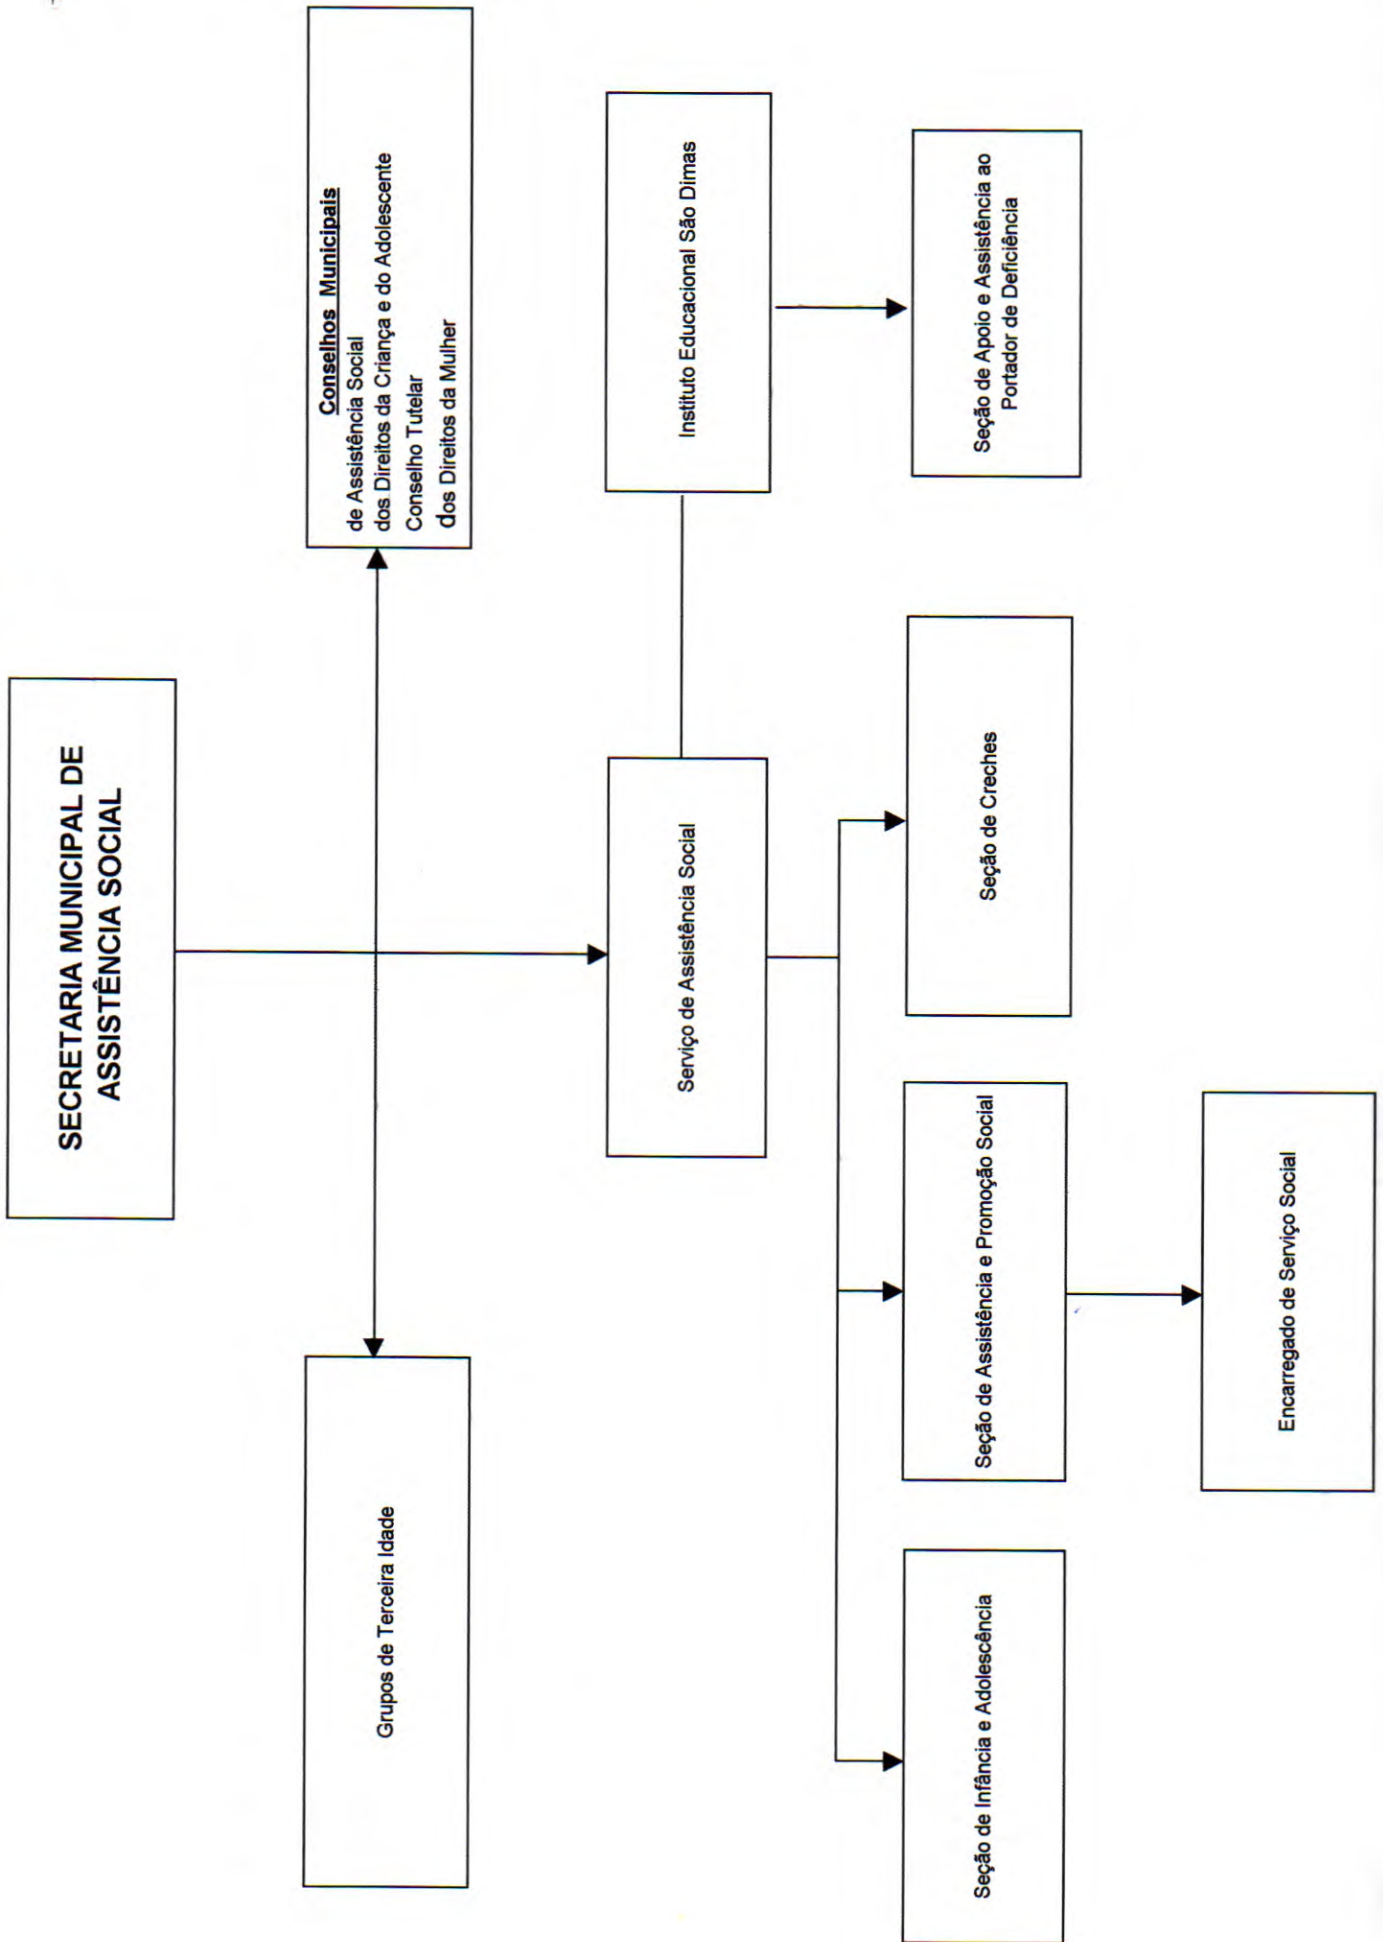 SECRETARIA MUNICIPAL DE
ASSISTÊNCIA SOCIAL
Grupos de Terceira Idade
Conselhos Municipais
de Assistência Social
dos Direitos da Criança e do Adolescente
Conselho Tutelar
dos Direitos da Mulher
Serviço de Assistência Social
Instituto Educacional São Dimas
Seção de Infância e Adolescência
Seção de Assistência e Promoção Social
Seção de Creches
Seção de Apoio e Assistência ao
Portador de Deficiência
Encarregado de Serviço Social